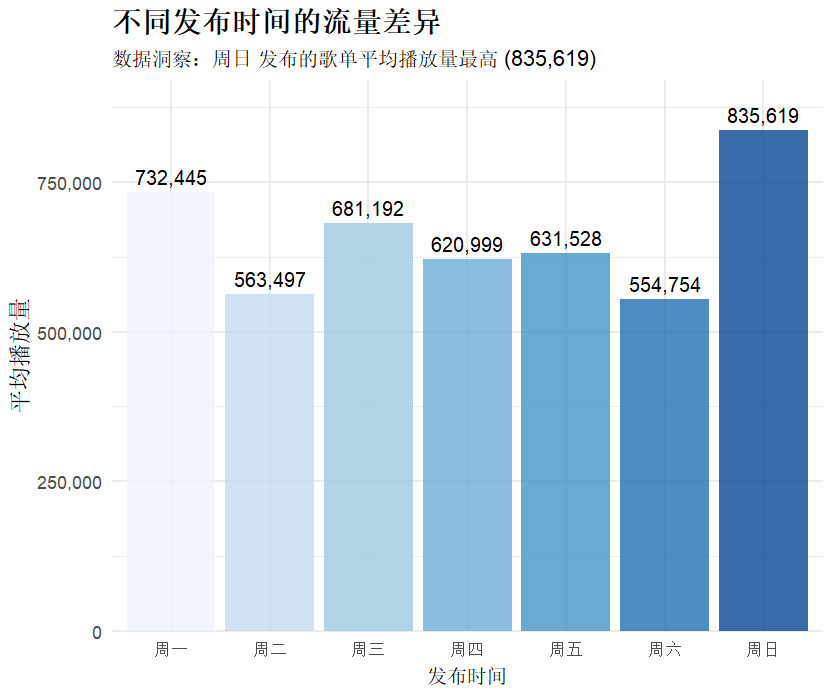 不同发布时间的流量差异
数据洞察：周日 发布的歌单平均播放量最高 (835,619)
835,619
732,445
681,192
631,528
620,999
563,497
554,754
750,000
500,000
250,000
0
平均播放量
周一 周二 周三 周四 周五 周六 周日
发布时间